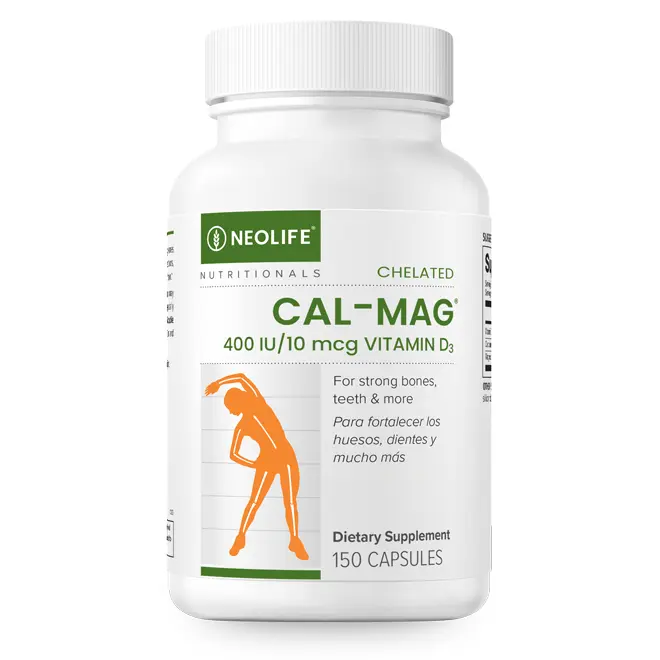 NEOLIFE®
NUTRITIONALS
CHELATED
CAL-MAG®
400 IU/10 mcg VITAMIN D3
For strong bones,
teeth & more
Para fortalecer los
huesos, dientes y
mucho más
Dietary Supplement
150 CAPSULES